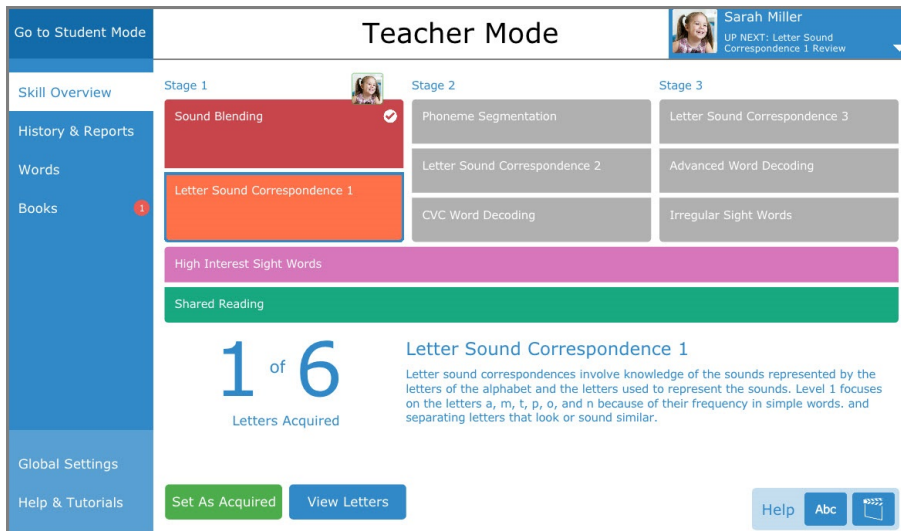 Go to Student Mode
Teacher Mode
Sarah Miller
UP NEXT: Letter Sound
Correspondence 1 Review
Skill Overview
History & Reports
Words
Books 1
Global Settings
Help & Tutorials
Stage 1
Stage 2
Stage 3
Sound Blending
Letter Sound Correspondence 1
Phoneme Segmentation
Letter Sound Correspondence 2
CVC Word Decoding
Letter Sound Correspondence 3
Advanced Word Decoding
Irregular Sight Words
High Interest Sight Words
Shared Reading
1 of 6
Letters Acquired
Letter Sound Correspondence 1
Letter sound correspondences involve knowledge of the sounds represented by the
letters of the alphabet and the letters used to represent the sounds. Level 1 focuses
on the letters a, m, t, p, o, and n because of their frequency in simple words. and
separating letters that look or sound similar.
Set As Acquired
View Letters
Help
Abc